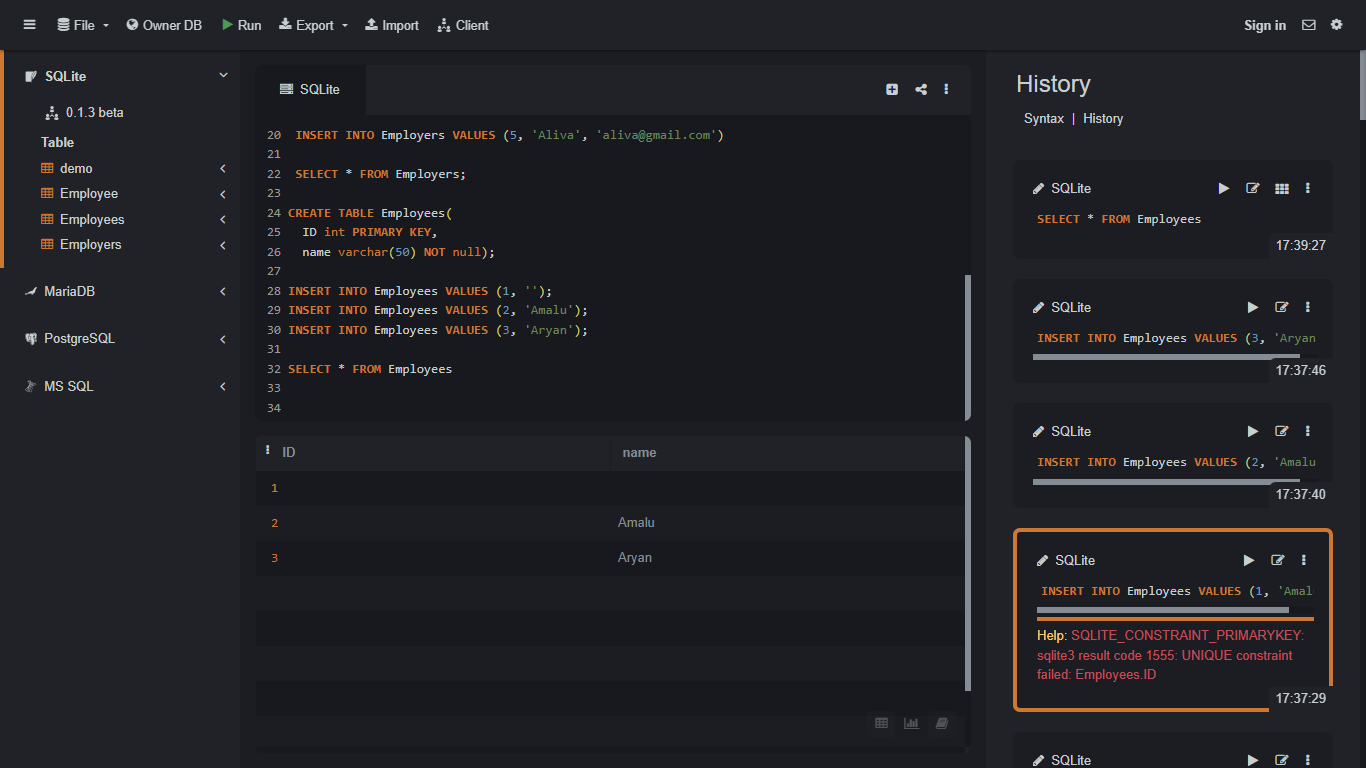 File Owner DB Run Export Import Client Sign in
SQLite
0.1.3 beta
Table
demo
Employee
Employees
Employers
MariaDB
PostgreSQL
MS SQL
SQLite
20 INSERT INTO Employers VALUES (5, 'Aliva', 'aliva@gmail.com')
21
22 SELECT * FROM Employers;
23
24 CREATE TABLE Employees(
25 ID int PRIMARY KEY,
26 name varchar(50) NOT null);
27
28 INSERT INTO Employees VALUES (1, '');
29 INSERT INTO Employees VALUES (2, 'Amalu');
30 INSERT INTO Employees VALUES (3, 'Aryan');
31
32 SELECT * FROM Employees
33
34
ID name
1
2 Amalu
3 Aryan
History
Syntax | History
SQLite
SELECT * FROM Employees
17:39:27
SQLite
INSERT INTO Employees VALUES (3, 'Aryan
17:37:46
SQLite
INSERT INTO Employees VALUES (2, 'Amalu
17:37:40
SQLite
INSERT INTO Employees VALUES (1, 'Amal
Help: SQLITE_CONSTRAINT_PRIMARYKEY:
sqlite3 result code 1555: UNIQUE constraint
failed: Employees.ID
17:37:29
SQLite